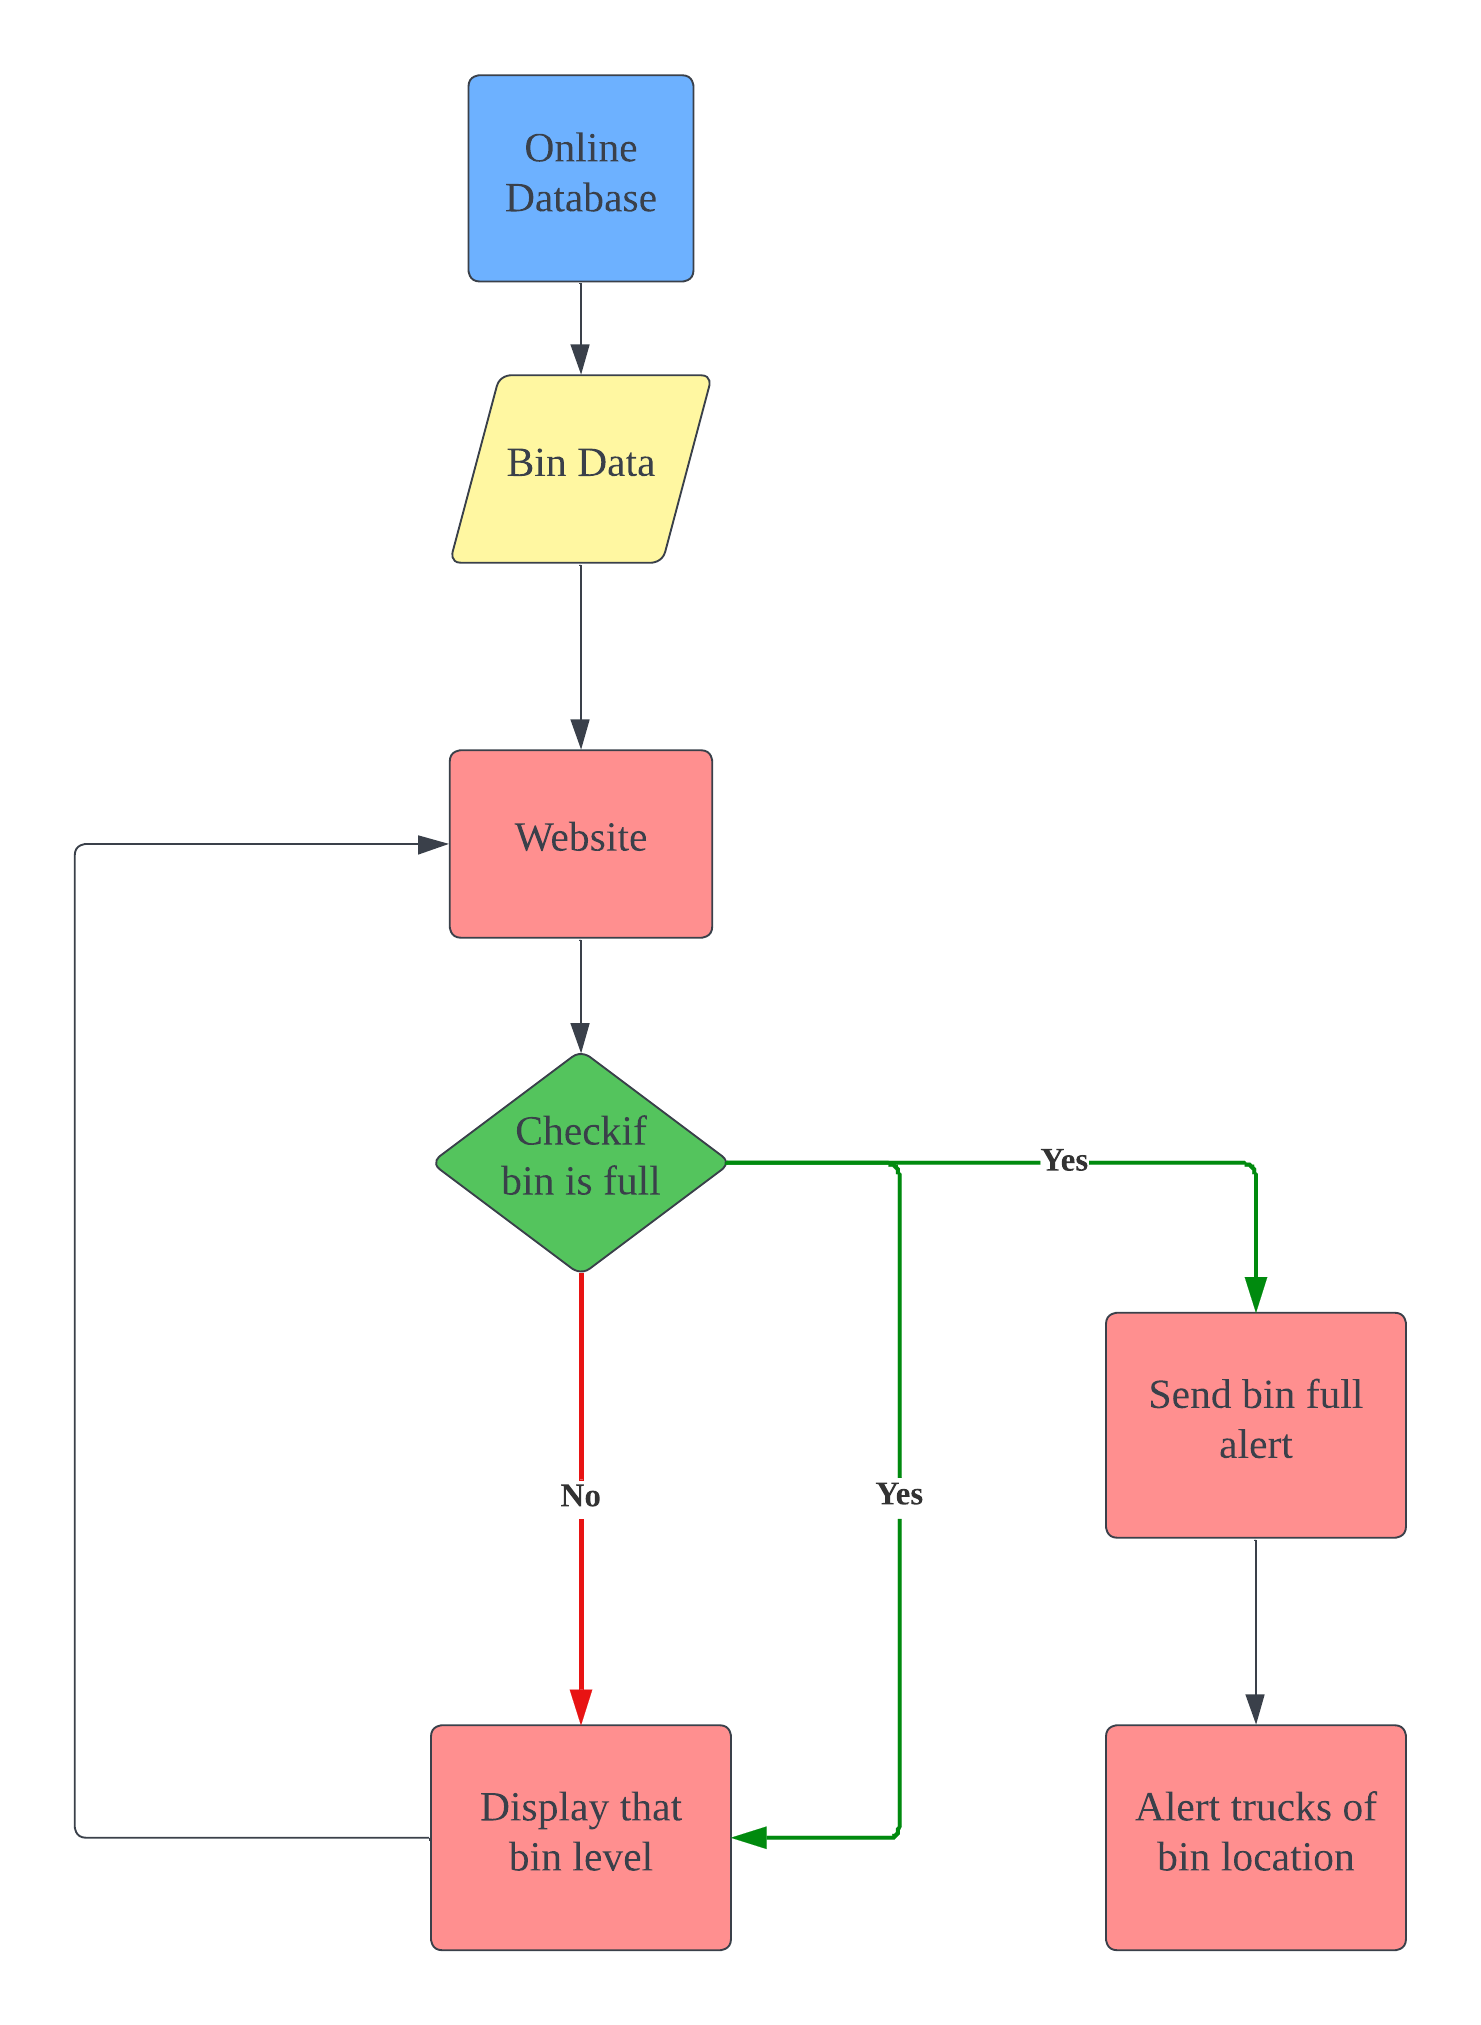 Online
Database
Bin Data
Website
Checkif
bin is full
Yes
Send bin full
alert
No
Yes
Display that
bin level
Alert trucks of
bin location